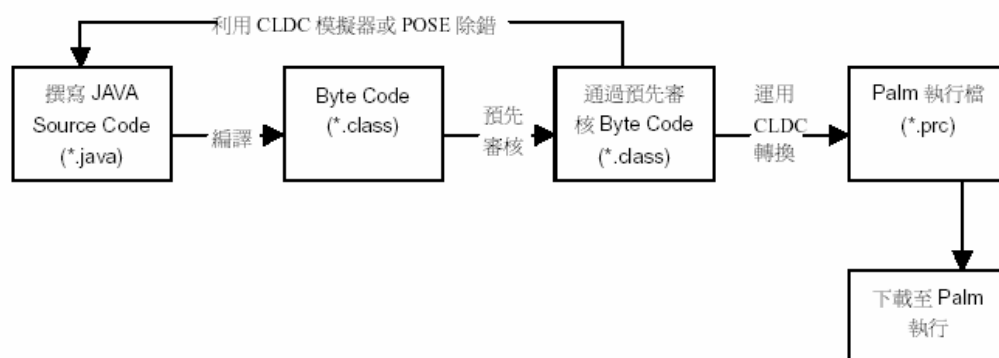 利用 CLDC 模擬器或 POSE 除錯
撰寫 JAVA
Source Code
(*.java)
編譯
Byte Code
(*.class)
預先
審核
通過預先審
核 Byte Code
(*.class)
運用
CLDC
轉換
Palm 執行檔
(*.prc)
下載至 Palm
執行